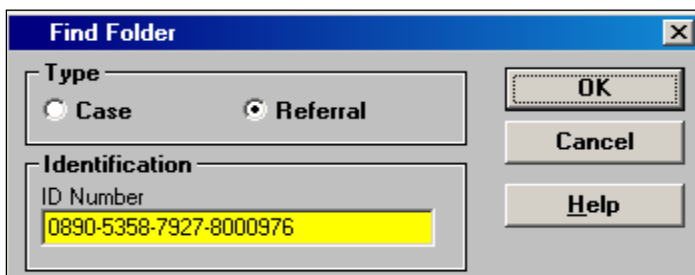 Find Folder
Type
Case
Referral
OK
Cancel
Identification
ID Number
0890-5358-7927-8000976
Help